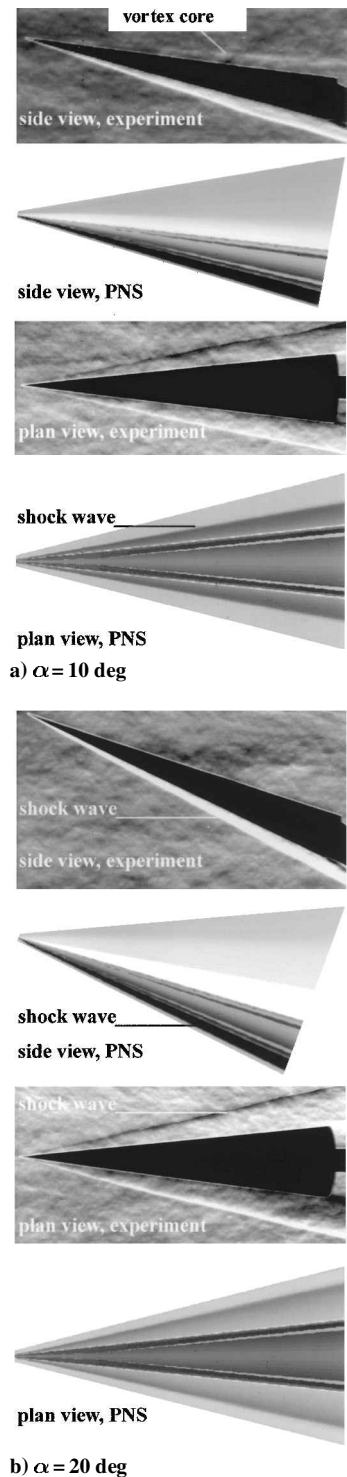 vortex core
side view, experiment
side view, PNS
plan view, experiment
shock wave
plan view, PNS
a) α = 10 deg
shock wave
side view, experiment
shock wave
side view, PNS
shock wave
plan view, experiment
plan view, PNS
b) α = 20 deg